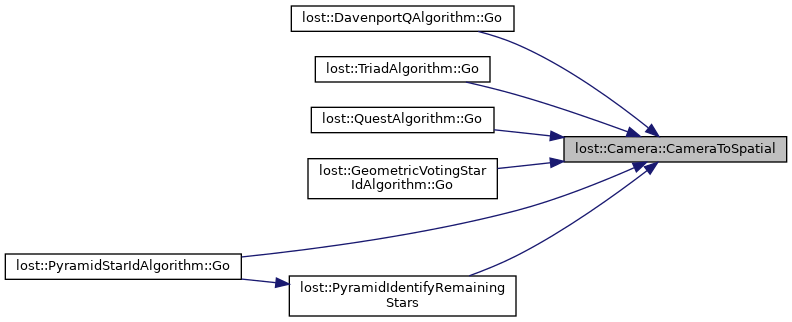 lost::DavenportQAlgorithm::Go
lost::TriadAlgorithm::Go
lost::QuestAlgorithm::Go
lost::Camera::CameraToSpatial
lost::GeometricVotingStar
IdAlgorithm::Go
lost::PyramidStarIdAlgorithm::Go
lost::PyramidIdentifyRemaining
Stars